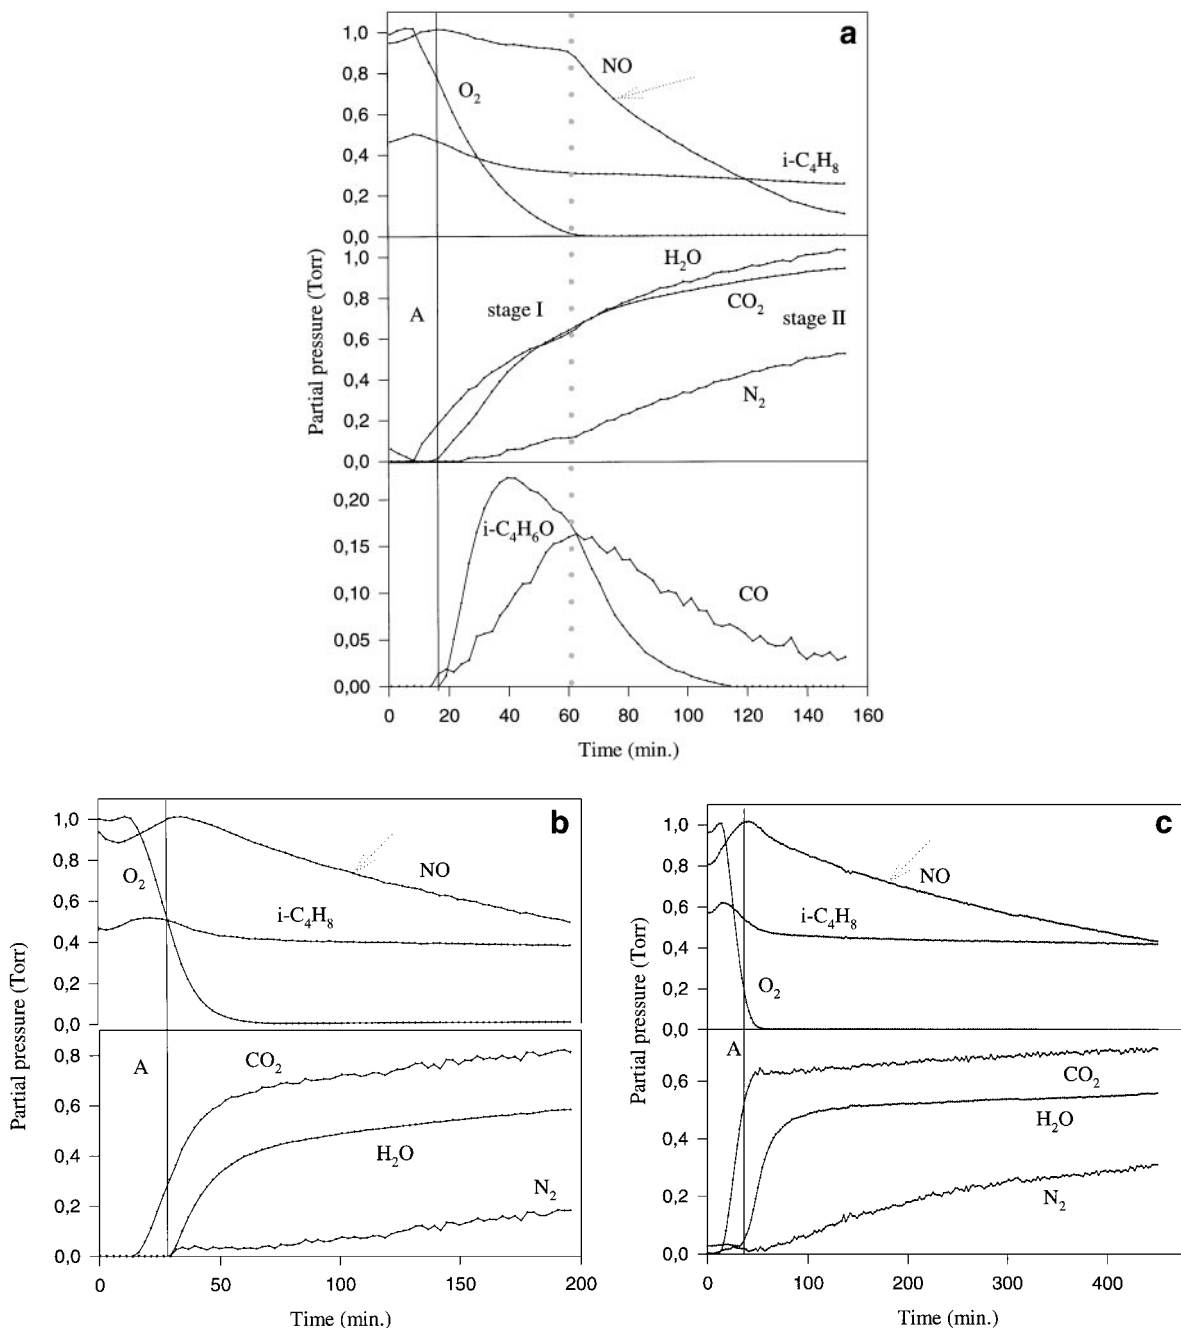 a
1,0
0,8
0,6
0,4
0,2
0,0
NO
O2
i-C4H8
1,0
0,8
0,6
0,4
0,2
0,0
Partial pressure (Torr)
A
stage I
H2O
CO2
stage II
N2
0,20
0,15
0,10
0,05
0,00
i-C4H6O
CO
0 20 40 60 80 100 120 140 160
Time (min.)
b
1,0
0,8
0,6
0,4
0,2
0,0
O2
NO
i-C4H8
Partial pressure (Torr)
0,8
0,6
0,4
0,2
0,0
A
CO2
H2O
N2
0 50 100 150 200
Time (min.)
c
1,0
0,8
0,6
0,4
0,2
0,0
NO
i-C4H8
O2
Partial pressure (Torr)
0,6
0,4
0,2
0,0
A
CO2
H2O
N2
0 100 200 300 400
Time (min.)